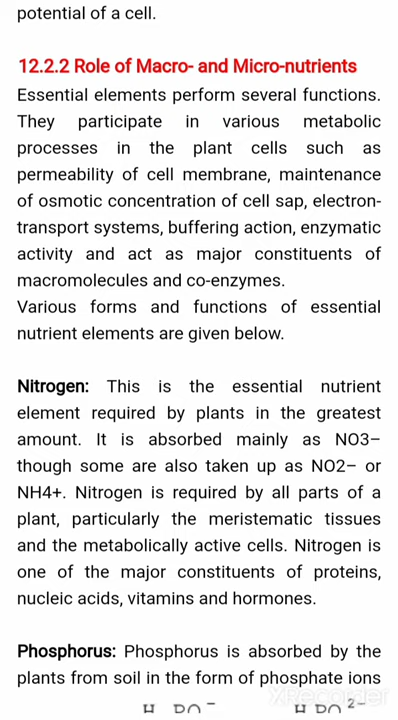 potential of a cell.
12.2.2 Role of Macro- and Micro-nutrients
Essential elements perform several functions.
They participate in various metabolic
processes in the plant cells such as
permeability of cell membrane, maintenance
of osmotic concentration of cell sap, electron-
transport systems, buffering action, enzymatic
activity and act as major constituents of
macromolecules and co-enzymes.
Various forms and functions of essential
nutrient elements are given below.
Nitrogen: This is the essential nutrient
element required by plants in the greatest
amount. It is absorbed mainly as NO3–
though some are also taken up as NO2– or
NH4+. Nitrogen is required by all parts of a
plant, particularly the meristematic tissues
and the metabolically active cells. Nitrogen is
one of the major constituents of proteins,
nucleic acids, vitamins and hormones.
Phosphorus: Phosphorus is absorbed by the
plants from soil in the form of phosphate ions
XRecorder